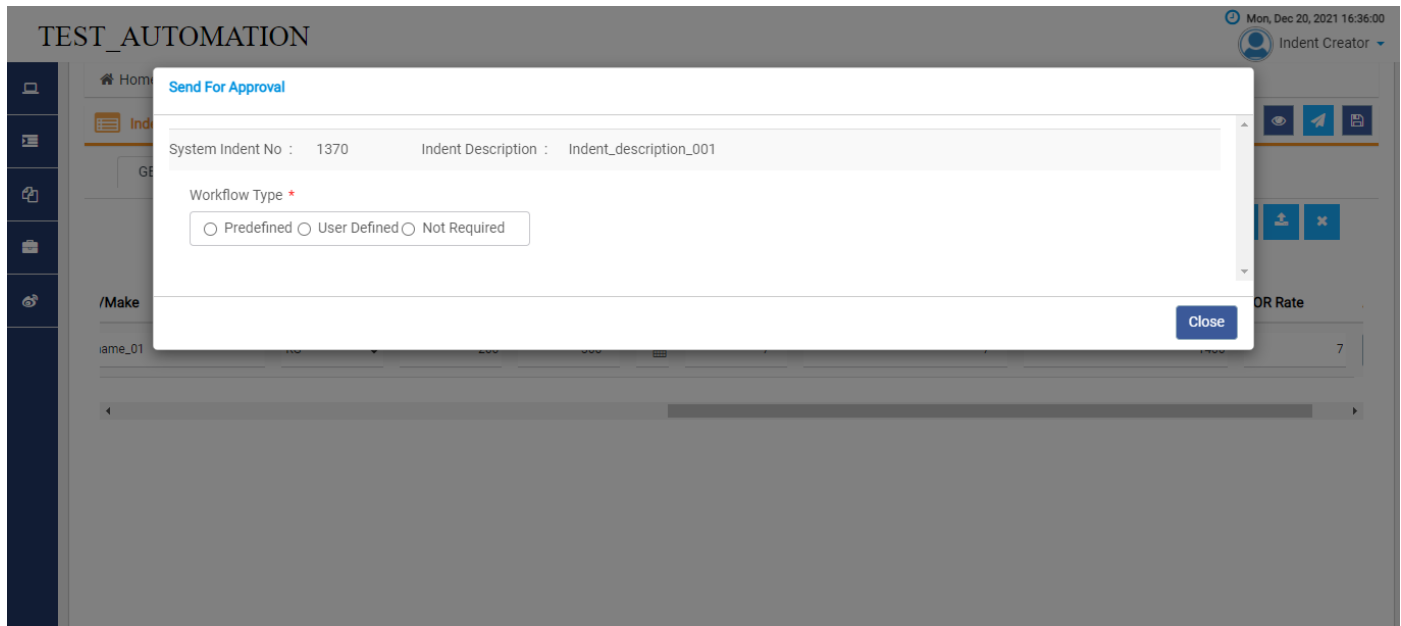 Mon, Dec 20, 2021 16:36:00
TEST_AUTOMATION
Indent Creator
Home
Send For Approval
System Indent No : 1370 Indent Description : Indent_description_001
Workflow Type *
Predefined User Defined Not Required
/Make OR Rate
Close
7